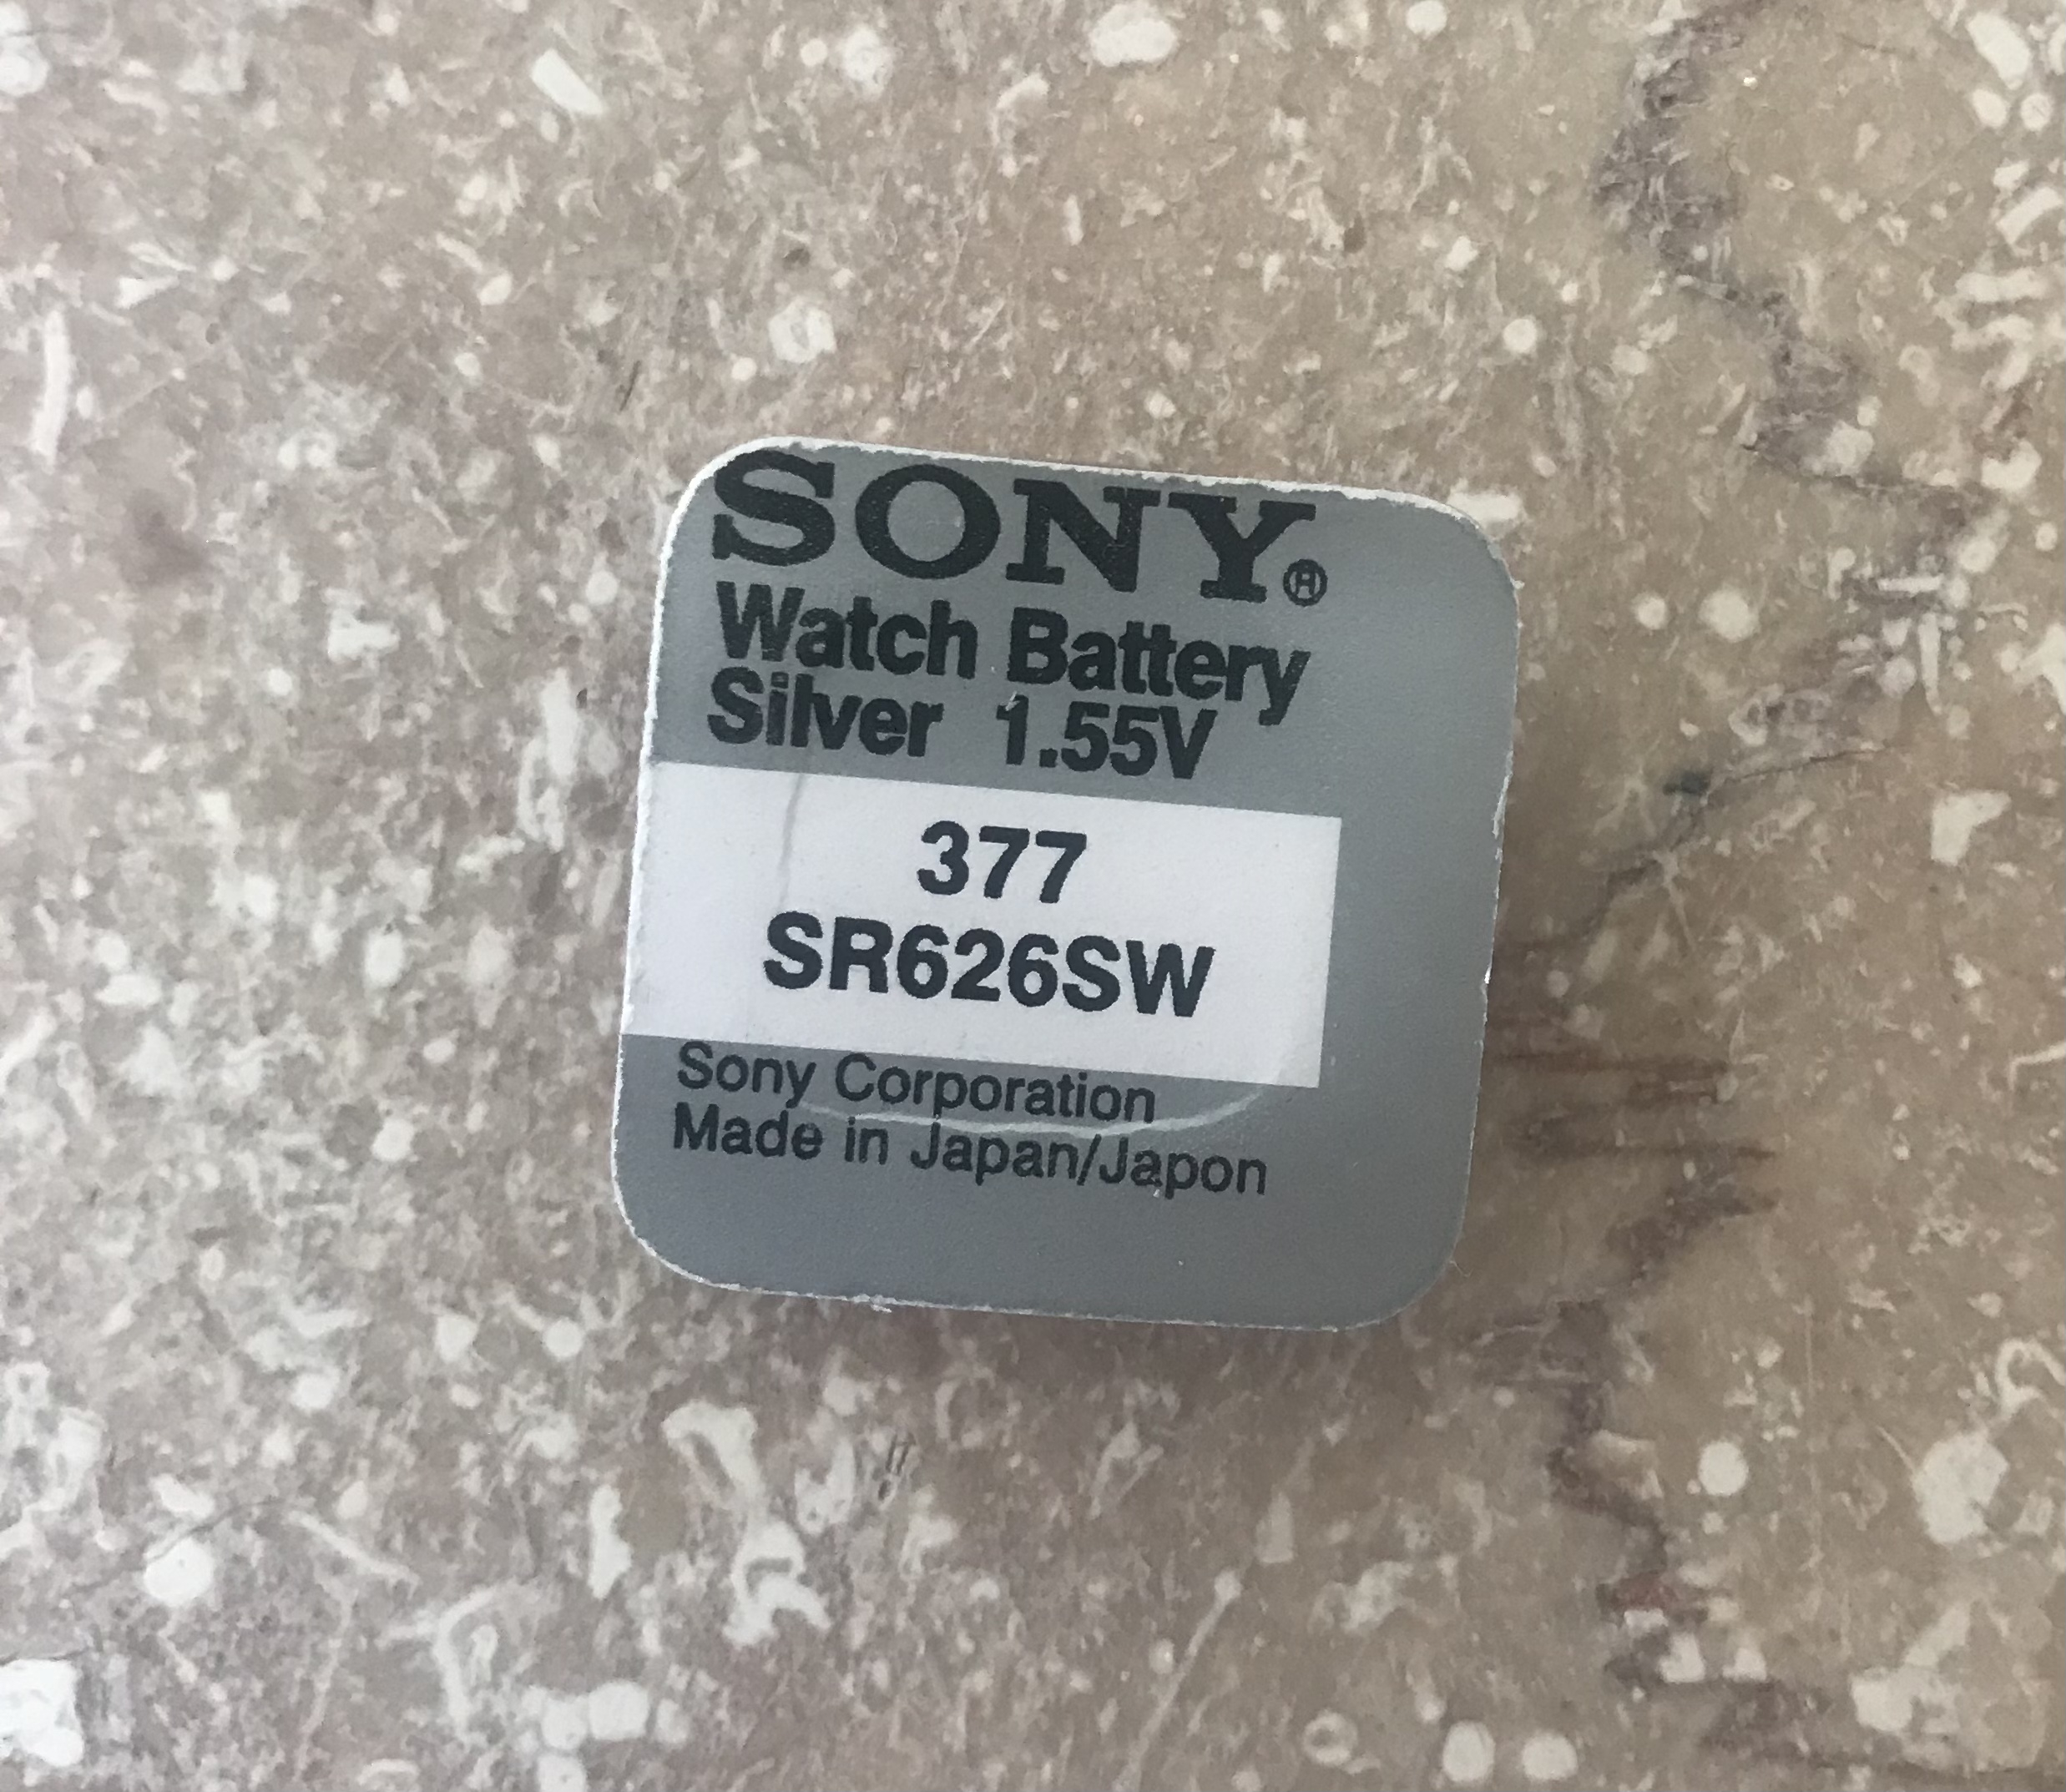 SONY®
Watch Battery
Silver 1.55V
377
SR626SW
Sony Corporation
Made in Japan/Japon